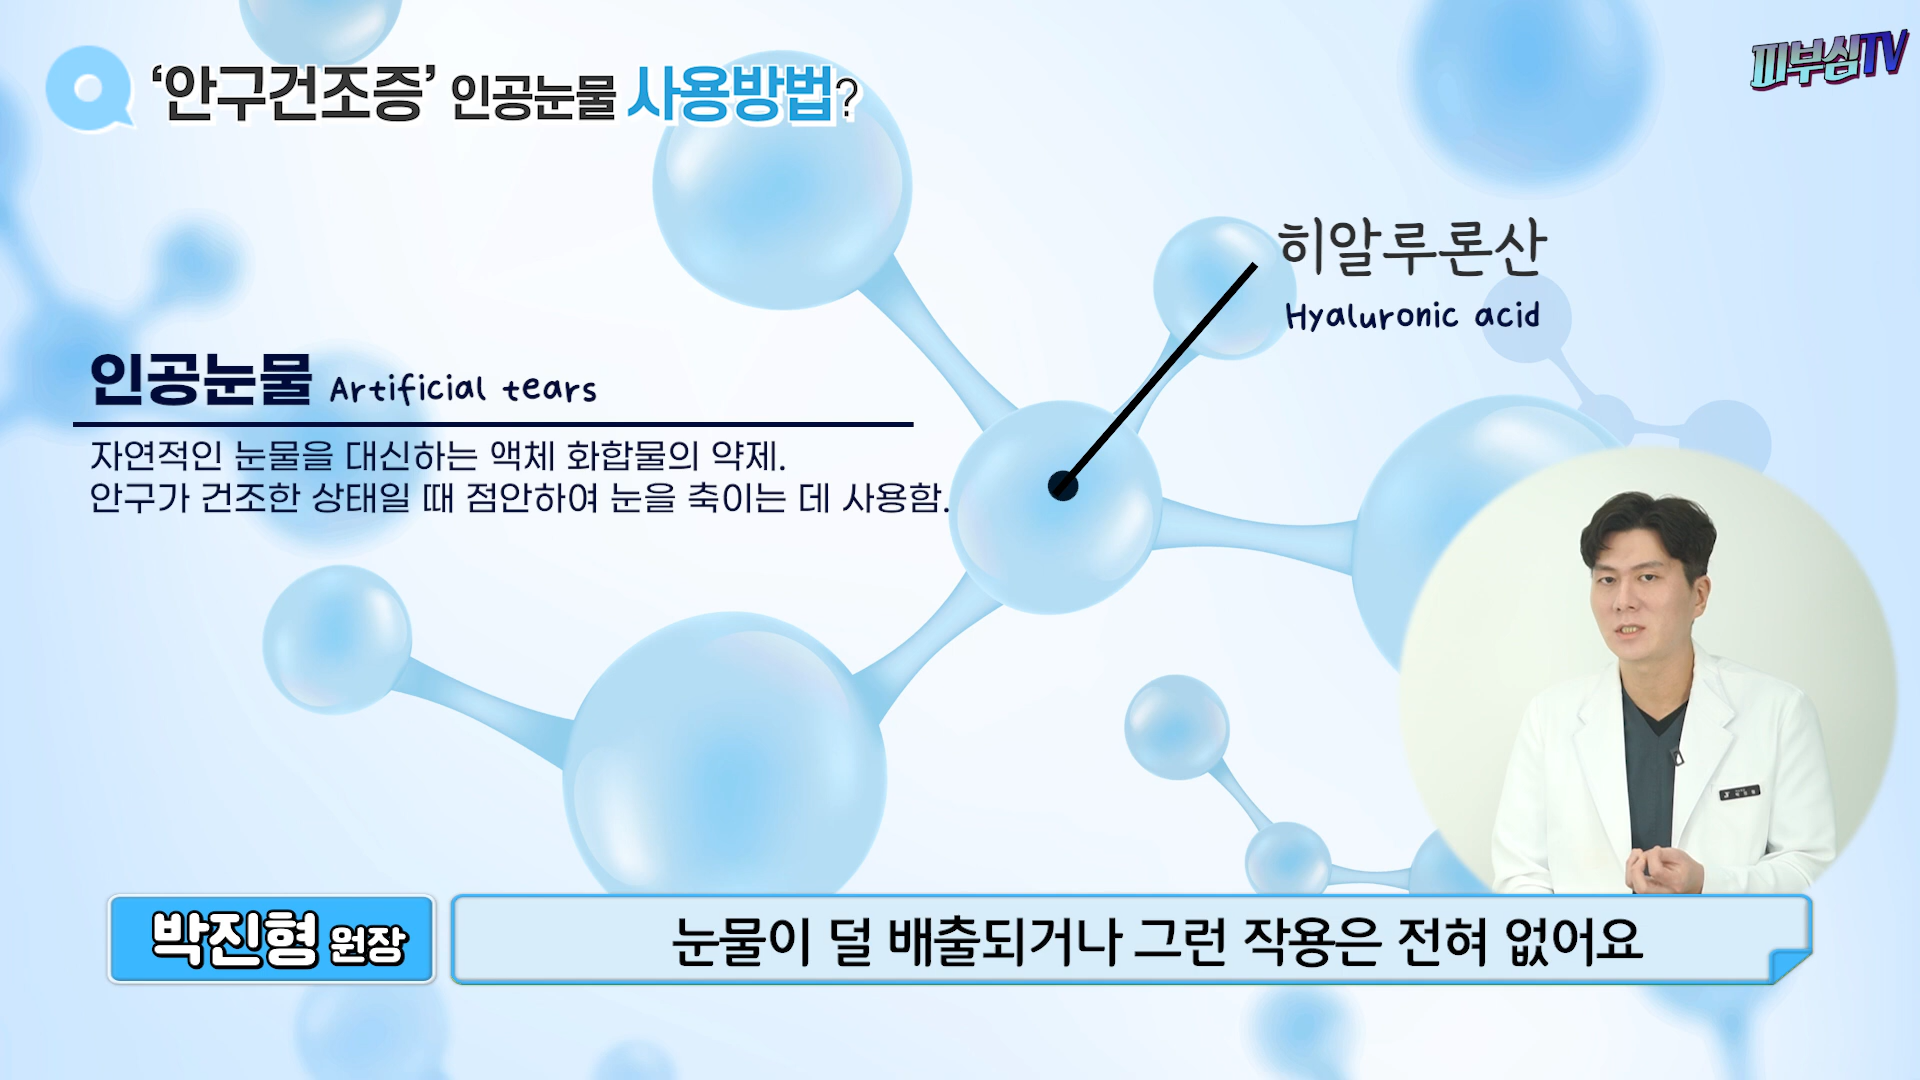 '안구건조증' 인공눈물 사용방법?
피부심TV
히알루론산
Hyaluronic acid
인공눈물 Artificial tears
자연적인 눈물을 대신하는 액체 화합물의 약제.
안구가 건조한 상태일 때 점안하여 눈을 축이는 데 사용함.
박진형 원장
눈물이 덜 배출되거나 그런 작용은 전혀 없어요